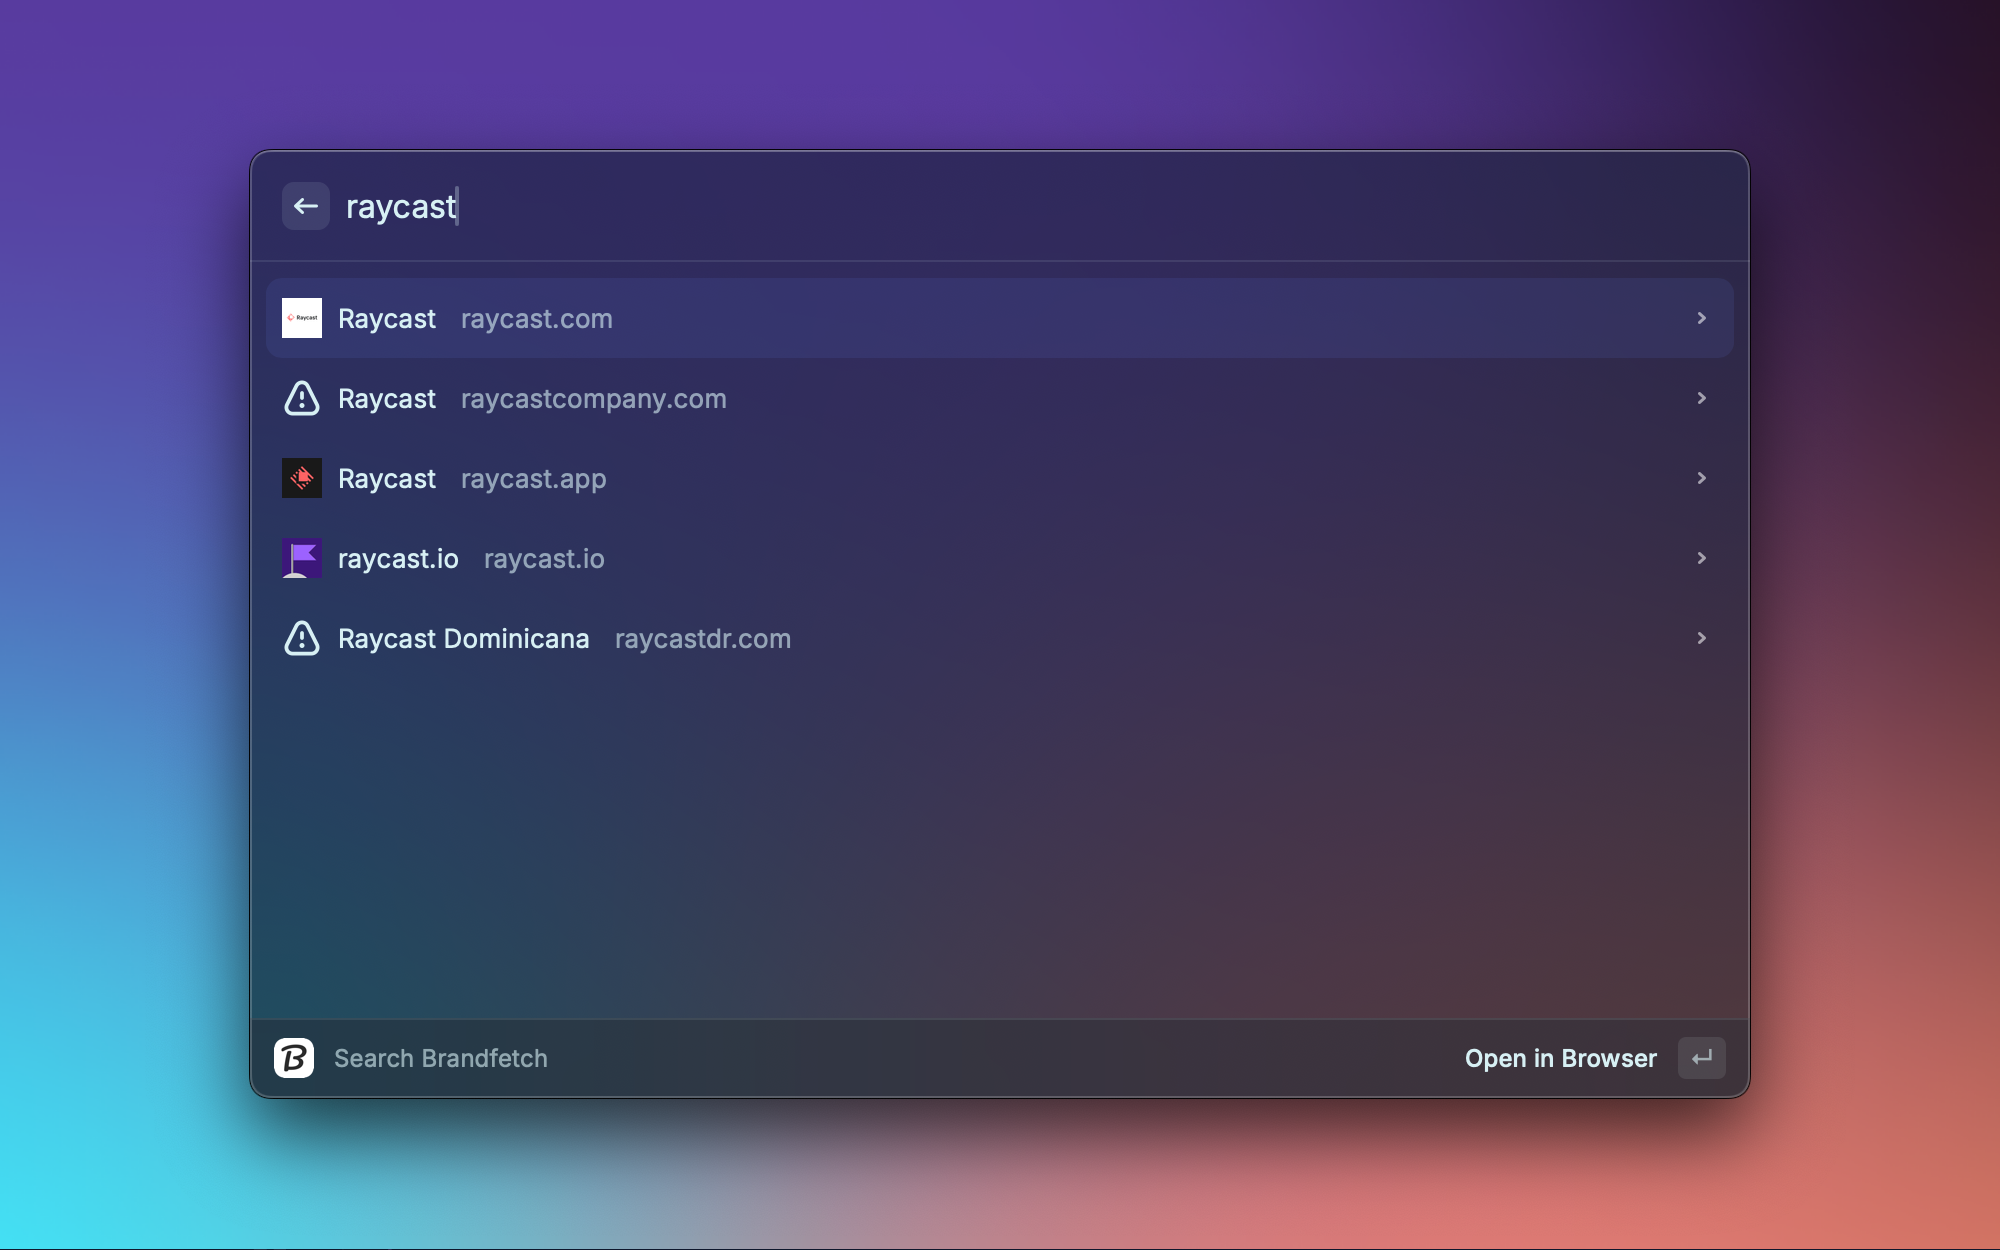 raycast
Raycast
Raycast raycast.com
Raycast raycastcompany.com
Raycast raycast.app
raycast.io raycast.io
Raycast Dominicana raycastdr.com
B Search Brandfetch Open in Browser